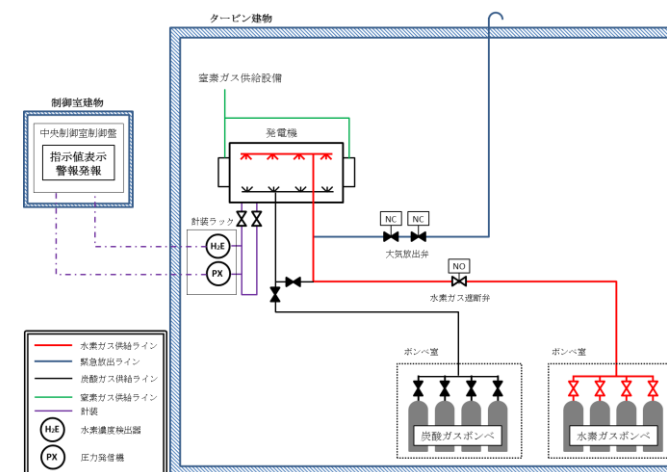 タービン建物
窒素ガス供給設備
制御室建物
中央制御室制御盤
指示値表示
警報発報
発電機
計装ラック
H₂E
PX
NC
NC
大気放出弁
NO
水素ガス遮断弁
ボンベ室
ボンベ室
炭酸ガスボンベ
水素ガスボンベ
水素ガス供給ライン
緊急放出ライン
炭酸ガス供給ライン
窒素ガス供給ライン
計装
H₂E
水素濃度検出器
PX
圧力発信機